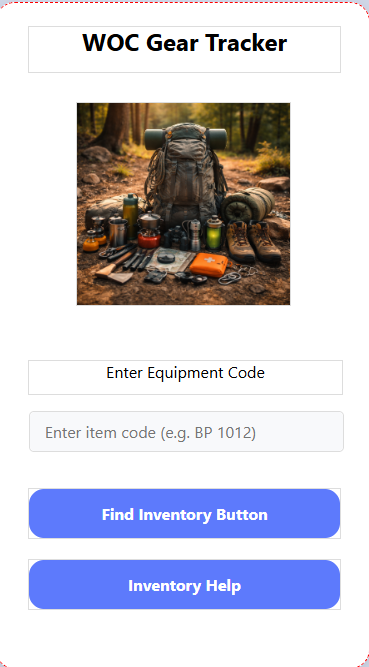 WOC Gear Tracker
Enter Equipment Code
Enter item code (e.g. BP 1012)
Find Inventory Button
Inventory Help